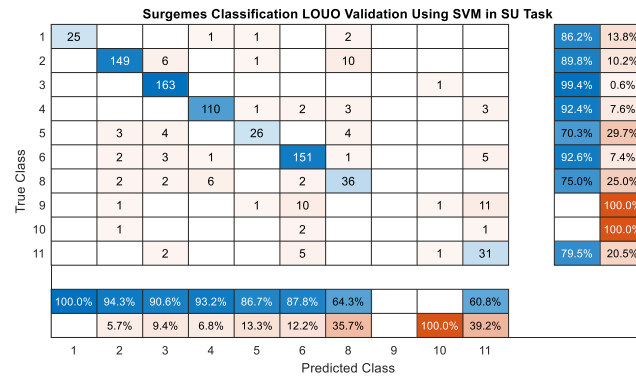 Surgemes Classification LOUO Validation Using SVM in SU Task
1 25 1 1 2 86.2% 13.8%
2 149 6 1 10 89.8% 10.2%
3 163 1 99.4% 0.6%
4 110 1 2 3 3 92.4% 7.6%
5 3 4 26 4 70.3% 29.7%
6 2 3 1 151 1 5 92.6% 7.4%
8 2 2 6 2 36 75.0% 25.0%
9 1 1 10 1 11 100.0%
10 1 2 1 100.0%
11 2 5 1 31 79.5% 20.5%
True Class
100.0% 94.3% 90.6% 93.2% 86.7% 87.8% 64.3% 60.8%
5.7% 9.4% 6.8% 13.3% 12.2% 35.7% 100.0% 39.2%
1 2 3 4 5 6 8 9 10 11
Predicted Class